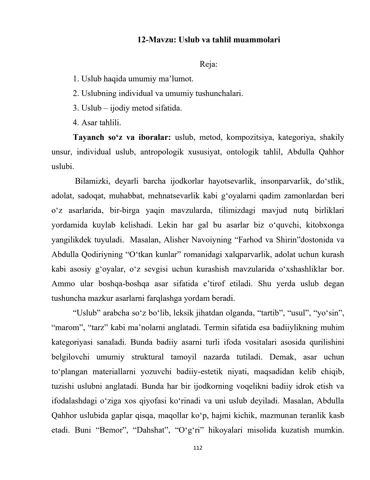 12-Mavzu: Uslub va tahlil muammolari
Reja:
1. Uslub haqida umumiy ma’lumot.
2. Uslubning individual va umumiy tushunchalari.
3. Uslub – ijodiy metod sifatida.
4. Asar tahlili.
Tayanch so‘z va iboralar: uslub, metod, kompozitsiya, kategoriya, shakliy
unsur, individual uslub, antropologik xususiyat, ontologik tahlil, Abdulla Qahhor
uslubi.
Bilamizki, deyarli barcha ijodkorlar hayotsevarlik, insonparvarlik, do‘stlik,
adolat, sadoqat, muhabbat, mehnatsevarlik kabi g‘oyalarni qadim zamonlardan beri
o‘z asarlarida, bir-birga yaqin mavzularda, tilimizdagi mavjud nutq birliklari
yordamida kuylab kelishadi. Lekin har gal bu asarlar biz o‘quvchi, kitobxonga
yangilikdek tuyuladi. Masalan, Alisher Navoiyning “Farhod va Shirin”dostonida va
Abdulla Qodiriyning “O‘tkan kunlar” romanidagi xalqparvarlik, adolat uchun kurash
kabi asosiy g‘oyalar, o‘z sevgisi uchun kurashish mavzularida o‘xshashliklar bor.
Ammo ular boshqa-boshqa asar sifatida e’tirof etiladi. Shu yerda uslub degan
tushuncha mazkur asarlarni farqlashga yordam beradi.
“Uslub” arabcha so‘z bo‘lib, leksik jihatdan olganda, “tartib”, “usul”, “yo‘sin”,
“marom”, “tarz” kabi ma’nolarni anglatadi. Termin sifatida esa badiiylikning muhim
kategoriyasi sanaladi. Bunda badiiy asarni turli ifoda vositalari asosida qurilishini
belgilovchi umumiy struktural tamoyil nazarda tutiladi. Demak, asar uchun
to‘plangan materiallarni yozuvchi badiiy-estetik niyati, maqsadidan kelib chiqib,
tuzishi uslubni anglatadi. Bunda har bir ijodkorning voqelikni badiiy idrok etish va
ifodalashdagi o‘ziga xos qiyofasi ko‘rinadi va uni uslub deyiladi. Masalan, Abdulla
Qahhor uslubida gaplar qisqa, maqollar ko‘p, hajmi kichik, mazmunan teranlik kasb
etadi. Buni “Bemor”, “Dahshat”, “O‘g‘ri” hikoyalari misolida kuzatish mumkin.
112